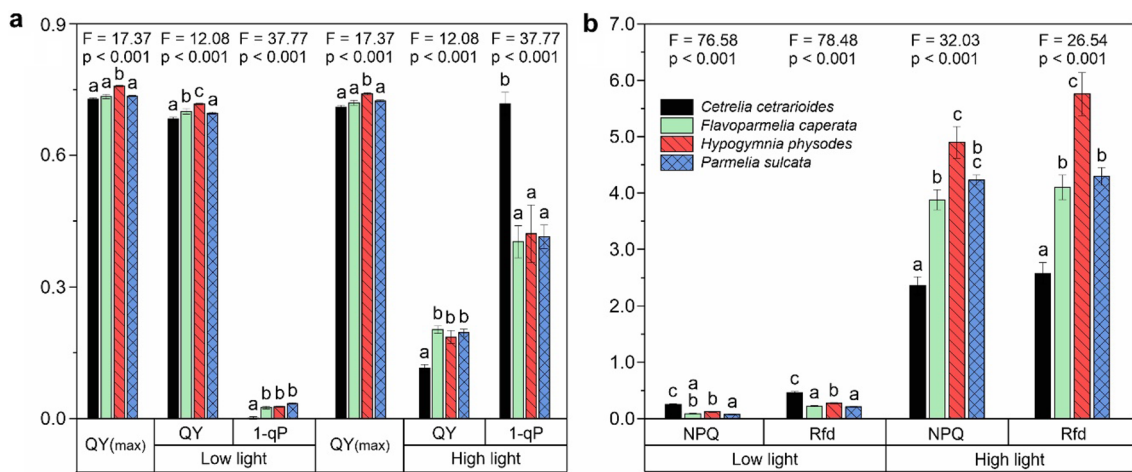 a
F = 17.37 F = 12.08 F = 37.77 F = 17.37 F = 12.08 F = 37.77
p < 0.001 p < 0.001 p < 0.001 p < 0.001 p < 0.001 p < 0.001
0.9
0.6
0.3
0.0
a a b a
a b c a
a b b b
a a b a
a b b b
b a a a
QY(max) QY 1-qP QY(max) QY 1-qP
Low light High light
b
F = 76.58 F = 78.48 F = 32.03 F = 26.54
p < 0.001 p < 0.001 p < 0.001 p < 0.001
7.0
6.0
5.0
4.0
3.0
2.0
1.0
0.0
Cetrelia cetrarioides
Flavoparmelia caperata
Hypogymnia physodes
Parmelia sulcata
c a b b a
c a b a
a b c b c
a b c b
NPQ Rfd NPQ Rfd
Low light High light